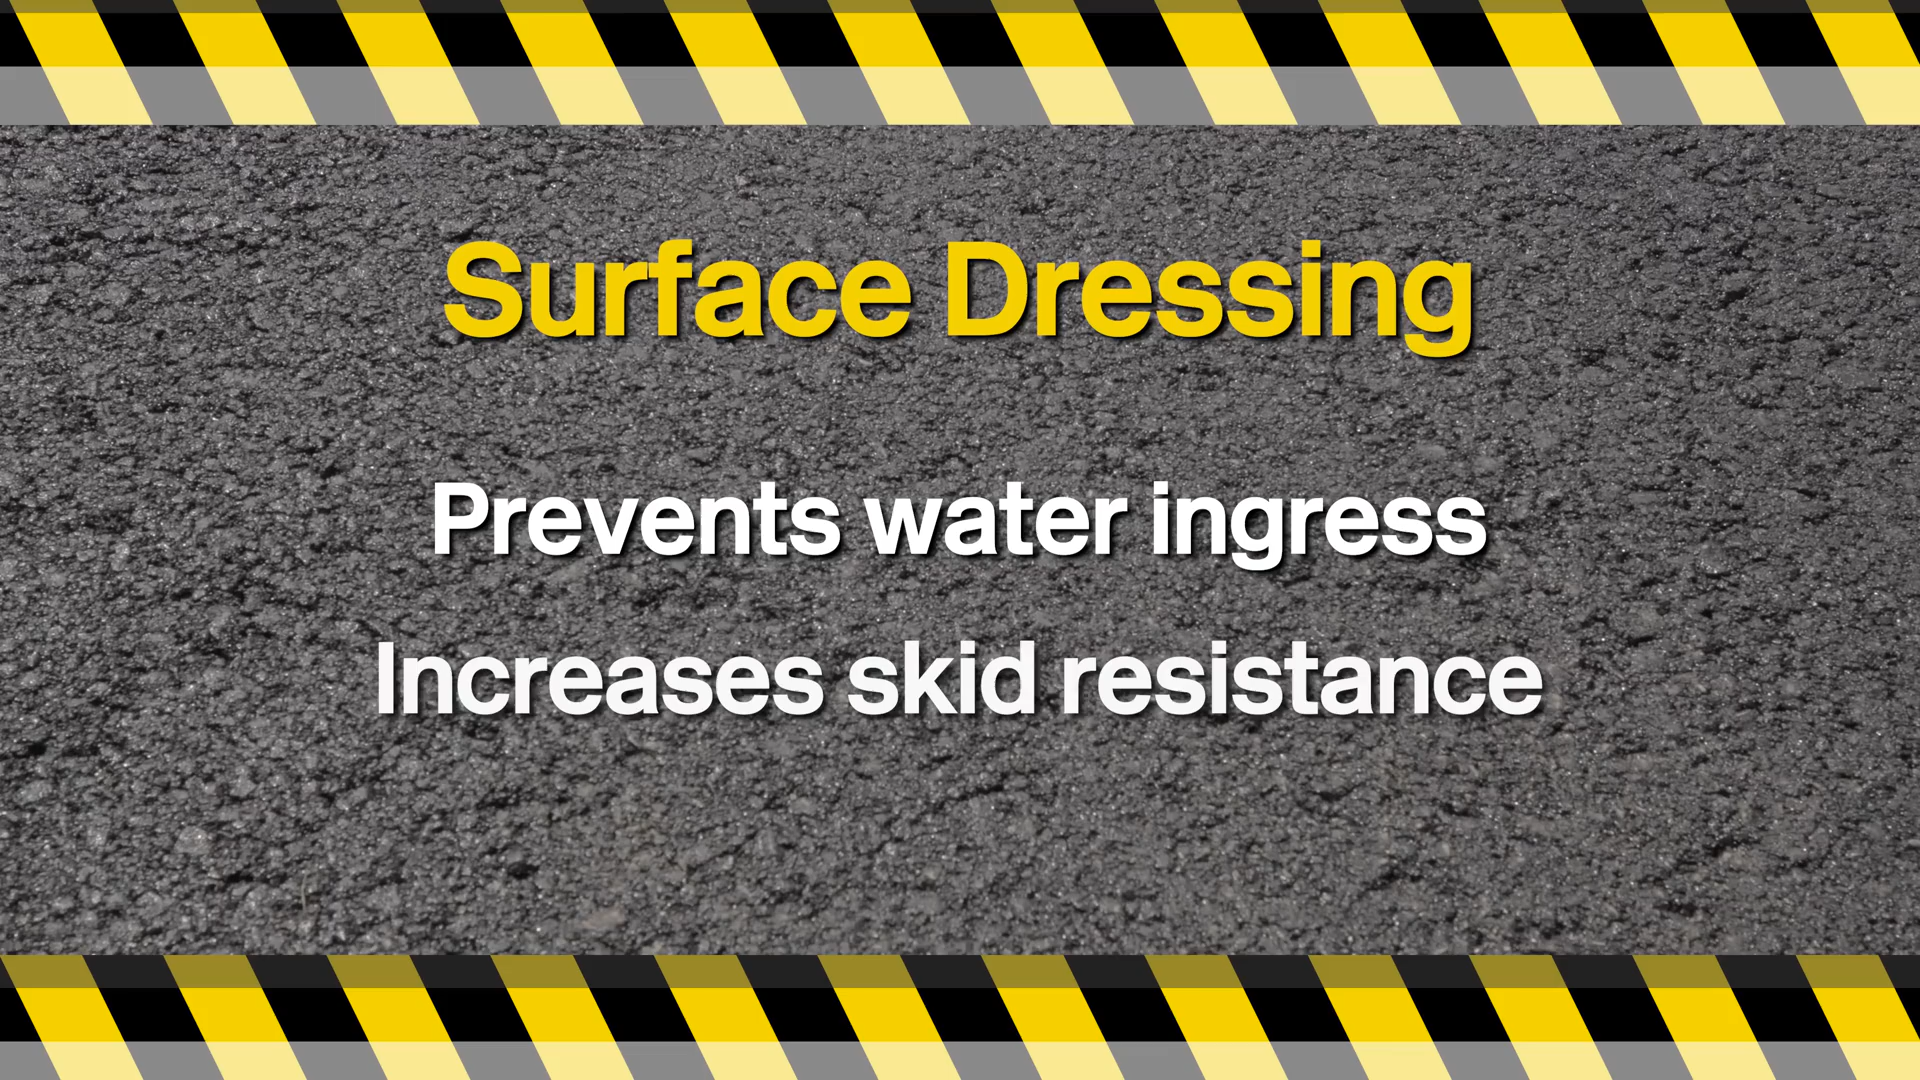 Surface Dressing
Prevents water ingress
Increases skid resistance